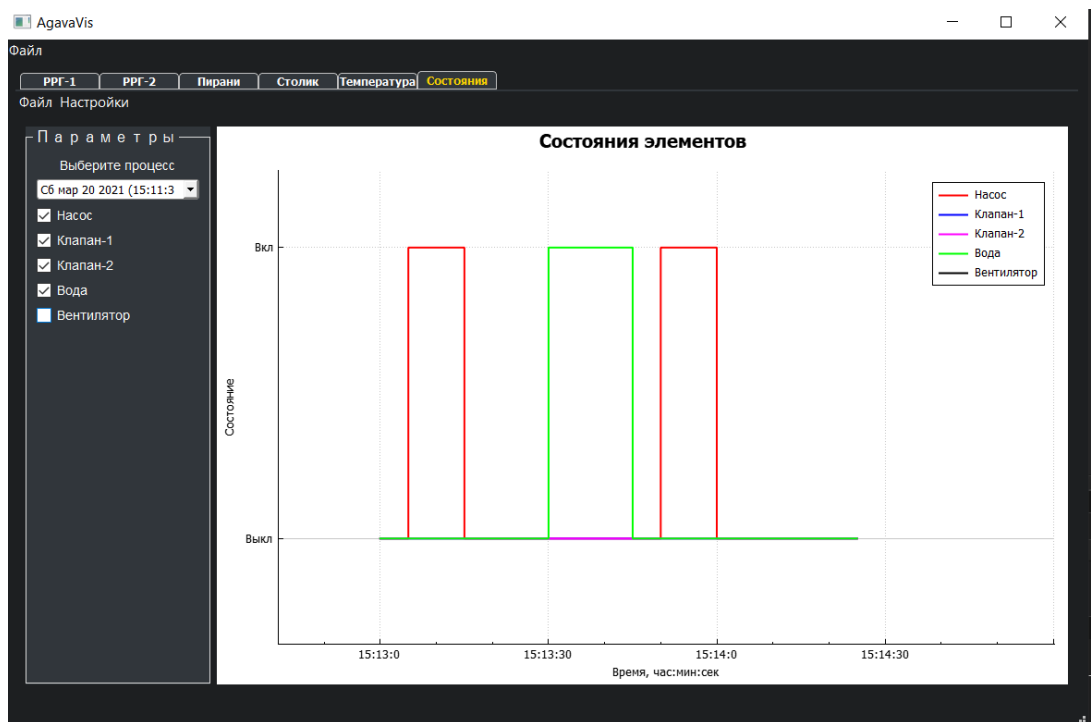 AgavaVis
Файл
РРГ-1 РРГ-2 Пирани Столик Температура Состояния
Файл Настройки
Параметры
Выберите процесс
Сб мар 20 2021 (15:11:3
Насос
Клапан-1
Клапан-2
Вода
Вентилятор
Состояния элементов
Насос
Клапан-1
Клапан-2
Вода
Вентилятор
Вкл
Состояние
Выкл
15:13:0 15:13:30 15:14:0 15:14:30
Время, час:мин:сек